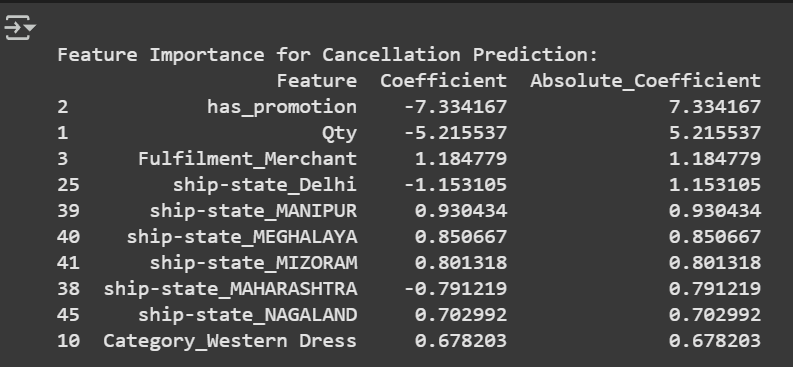 Feature Importance for Cancellation Prediction:
Feature Coefficient Absolute_Coefficient
2 has_promotion -7.334167 7.334167
1 Qty -5.215537 5.215537
3 Fulfilment_Merchant 1.184779 1.184779
25 ship-state_Delhi -1.153105 1.153105
39 ship-state_MANIPUR 0.930434 0.930434
40 ship-state_MEGHALAYA 0.850667 0.850667
41 ship-state_MIZORAM 0.801318 0.801318
38 ship-state_MAHARASHTRA -0.791219 0.791219
45 ship-state_NAGALAND 0.702992 0.702992
10 Category_Western Dress 0.678203 0.678203